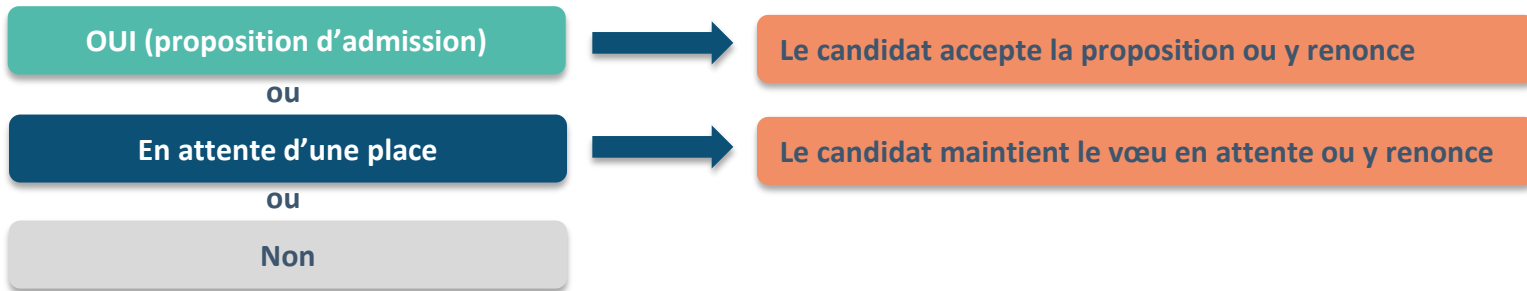 OUI (proposition d’admission)
Le candidat accepte la proposition ou y renonce
ou
En attente d’une place
Le candidat maintient le vœu en attente ou y renonce
ou
Non